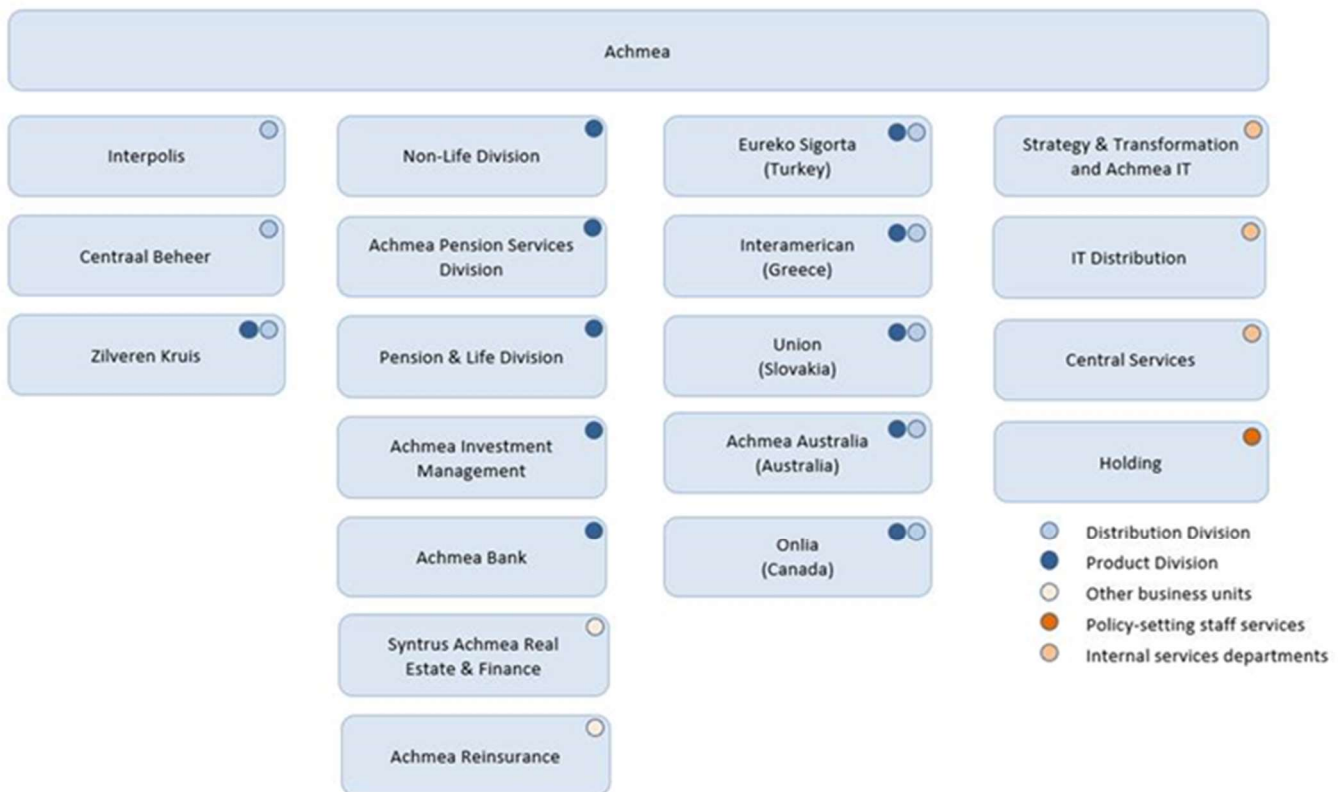 Achmea
Interpolis
Centraal Beheer
Zilveren Kruis
Non-Life Division
Achmea Pension Services
Division
Pension & Life Division
Achmea Investment
Management
Achmea Bank
Syntrus Achmea Real
Estate & Finance
Achmea Reinsurance
Eureko Sigorta
(Turkey)
Interamerican
(Greece)
Union
(Slovakia)
Achmea Australia
(Australia)
Onlia
(Canada)
Strategy & Transformation
and Achmea IT
IT Distribution
Central Services
Holding
Distribution Division
Product Division
Other business units
Policy-setting staff services
Internal services departments